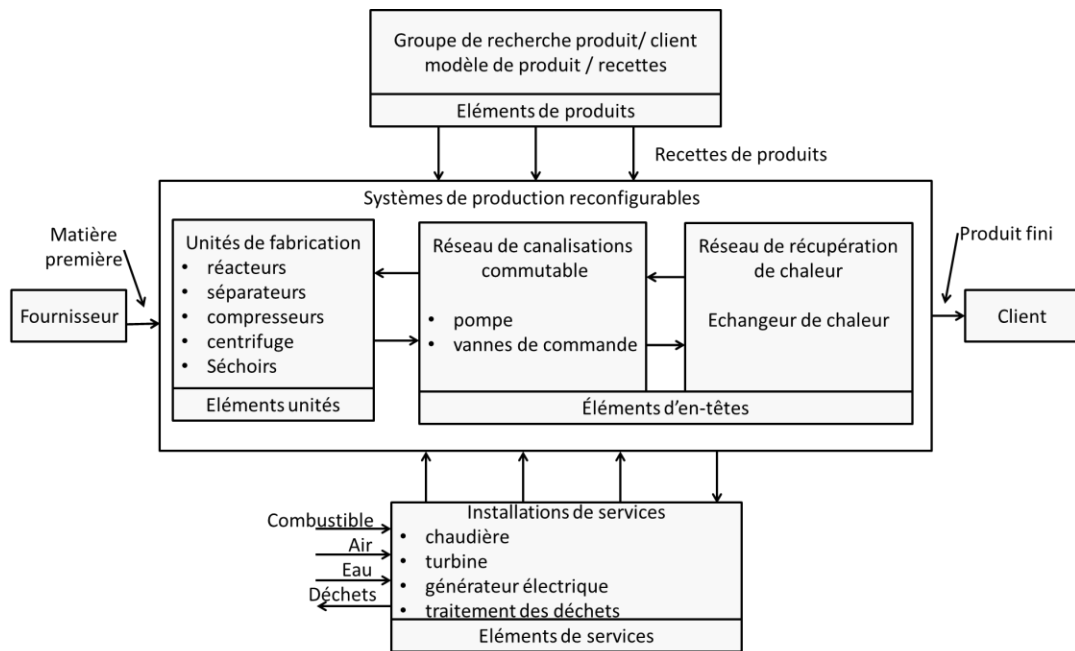 Groupe de recherche produit/ client
modèle de produit / recettes
Eléments de produits
Recettes de produits
Systèmes de production reconfigurables
Matière
première
Fournisseur
Unités de fabrication
• réacteurs
• séparateurs
• compresseurs
• centrifuge
• Séchoirs
Eléments unités
Réseau de canalisations
commutable
• pompe
• vannes de commande
Réseau de récupération
de chaleur
Echangeur de chaleur
Éléments d'en-têtes
Produit fini
Client
Combustible
Air
Eau
Déchets
Installations de services
• chaudière
• turbine
• générateur électrique
• traitement des déchets
Eléments de services